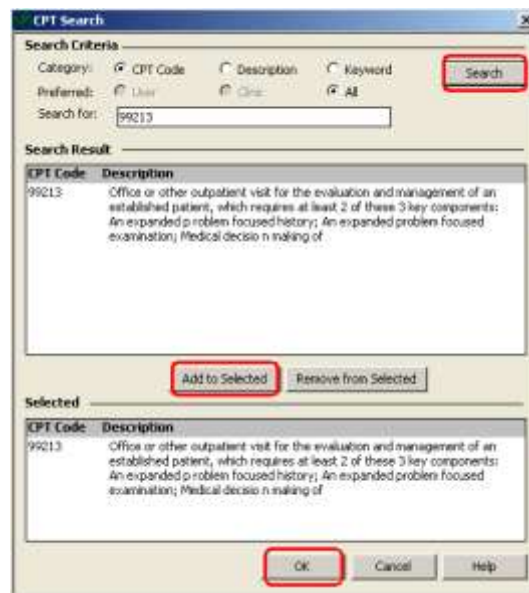 CPT Search
Search Criteria
Category: CPT Code Description Keyword Search
Preferred: User Clinic All
Search for: 99213
Search Result
CPT Code Description
99213 Office or other outpatient visit for the evaluation and management of an
established patient, which requires at least 2 of these 3 key components:
An expanded p roblem focused history; An expanded problem focused
examination; Medical decisio n making of
Add to Selected Remove from Selected
Selected
CPT Code Description
99213 Office or other outpatient visit for the evaluation and management of an
established patient, which requires at least 2 of these 3 key components:
An expanded p roblem focused history; An expanded problem focused
examination; Medical decisio n making of
OK Cancel Help